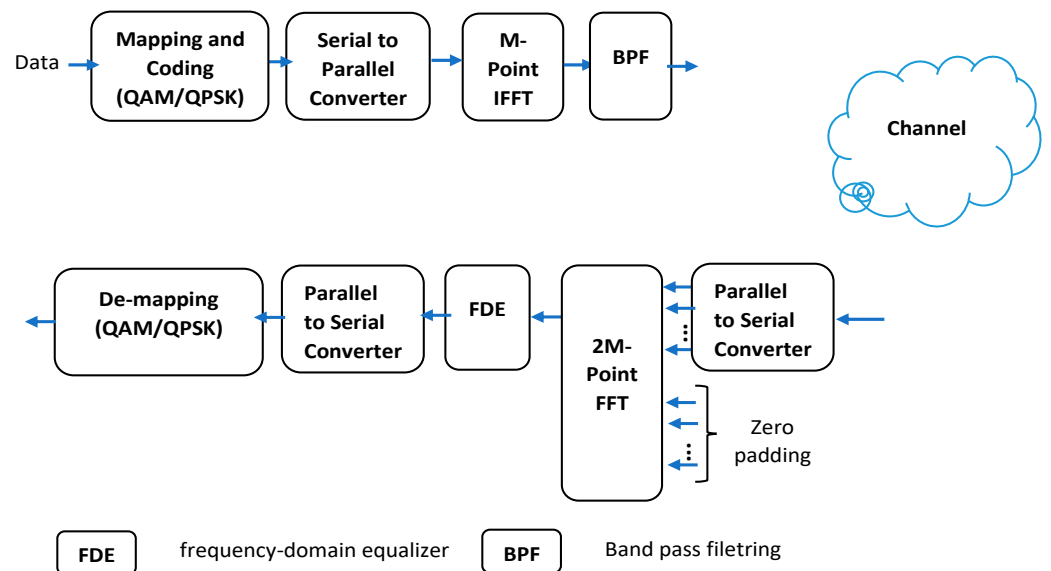 Data
Mapping and
Coding
(QAM/QPSK)
Serial to
Parallel
Converter
M-
Point
IFFT
BPF
Channel
De-mapping
(QAM/QPSK)
Parallel
to Serial
Converter
FDE
2M-
Point
FFT
Parallel
to Serial
Converter
...
...
Zero
padding
FDE
frequency-domain equalizer
BPF
Band pass filetring